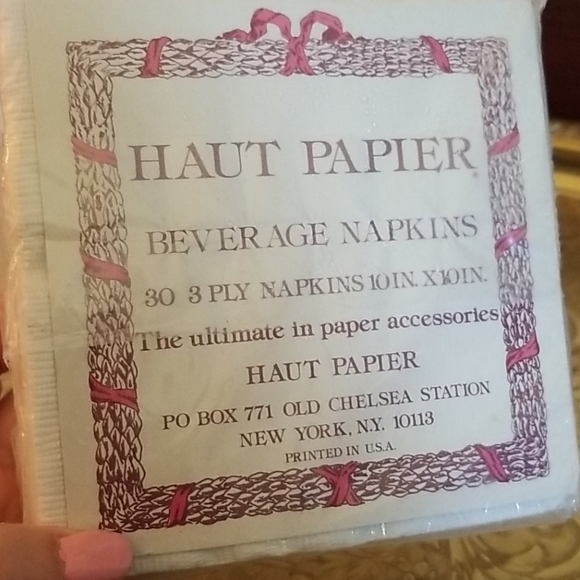 HAUT PAPIER.
BEVERAGE NAPKINS
30 3 PLY NAPKINS 10 IN. X 10 IN.
The ultimate in paper accessories
HAUT PAPIER
PO BOX 771 OLD CHELSEA STATION
NEW YORK, N.Y. 10113
PRINTED IN U.S.A.